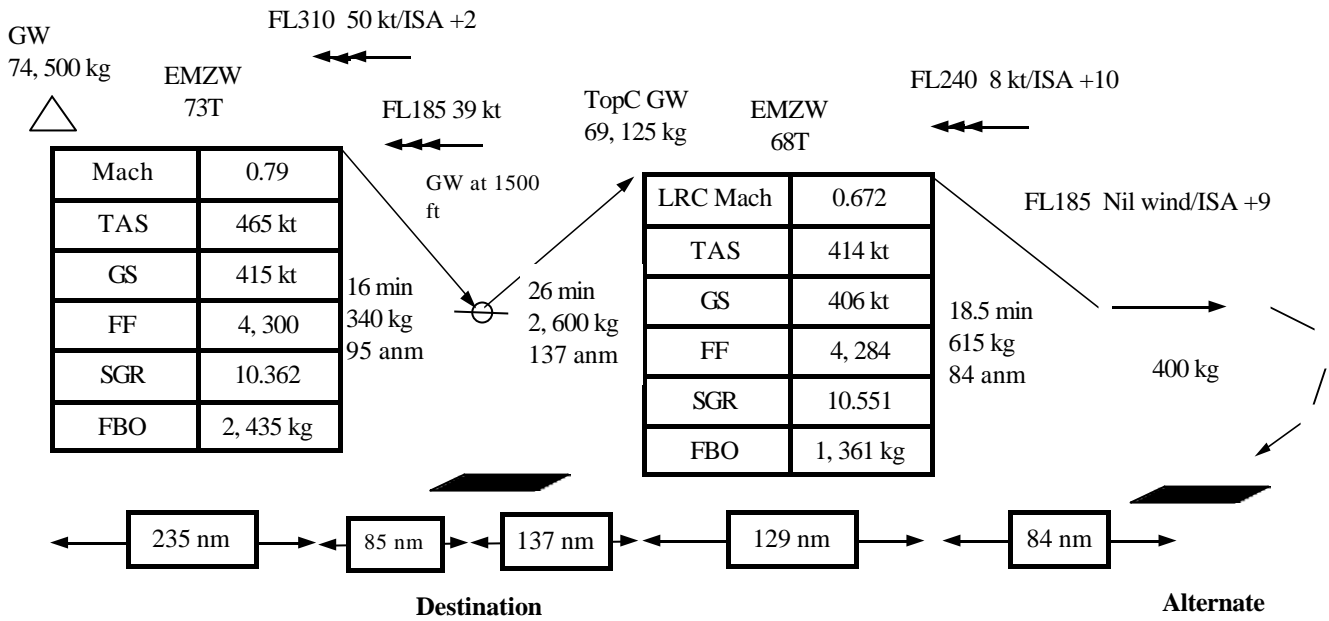 FL310 50 kt/ISA +2
GW
74, 500 kg
EMZW
73T
FL185 39 kt
GW at 1500
ft
Mach 0.79
TAS 465 kt
GS 415 kt
FF 4, 300
SGR 10.362
FBO 2, 435 kg
16 min
340 kg
95 anm
TopC GW
69, 125 kg
EMZW
68T
FL240 8 kt/ISA +10
26 min
2, 600 kg
137 anm
LRC Mach 0.672
TAS 414 kt
GS 406 kt
FF 4, 284
SGR 10.551
FBO 1, 361 kg
FL185 Nil wind/ISA +9
18.5 min
615 kg
84 anm
400 kg
235 nm
85 nm
137 nm
129 nm
84 nm
Destination
Alternate